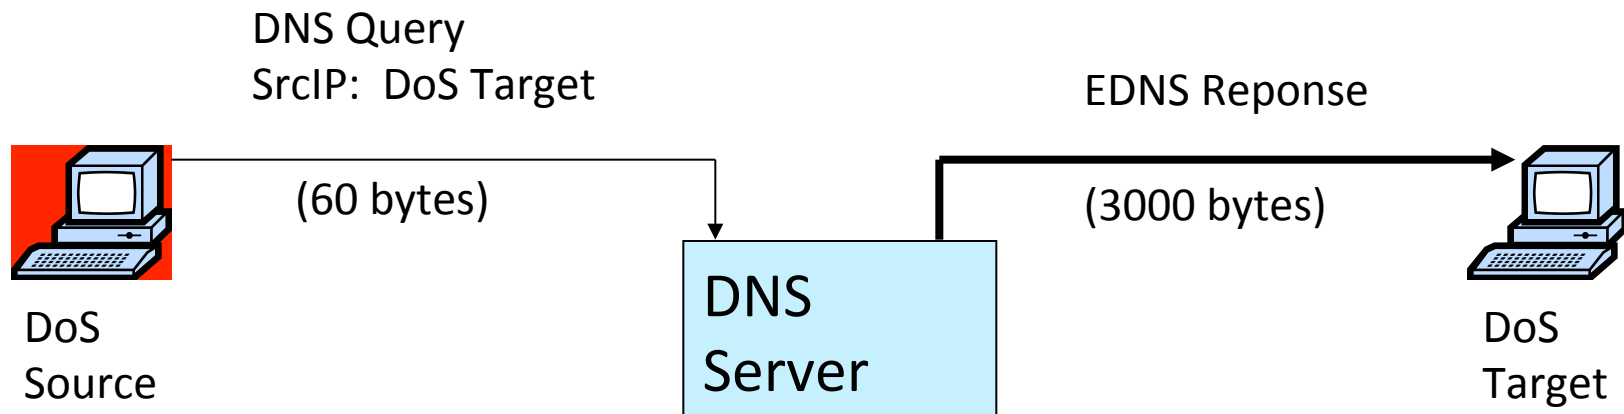 DNS Query
SrcIP: DoS Target
EDNS Reponse
(60 bytes)
(3000 bytes)
DNS
Server
DoS
Source
DoS
Target